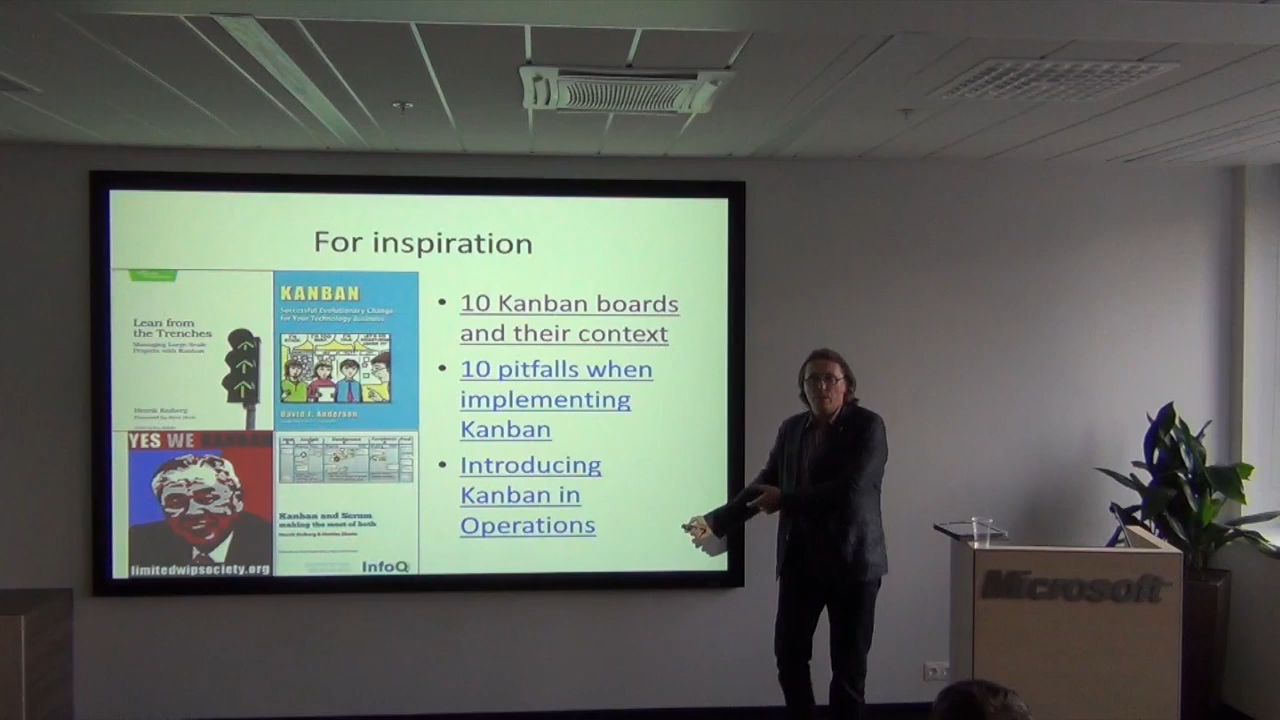 For inspiration
Lean from
the Trenches
Managing Large-Scale
Projects with Kanban
Henrik Kniberg
KANBAN
Successful Evolutionary Change
for Your Technology Business
David J. Anderson
YES WE KANBAN
limitedwipsociety.org
Kanban and Scrum
making the most of both
InfoQ
• 10 Kanban boards
and their context
• 10 pitfalls when
implementing
Kanban
• Introducing
Kanban in
Operations
Microsoft